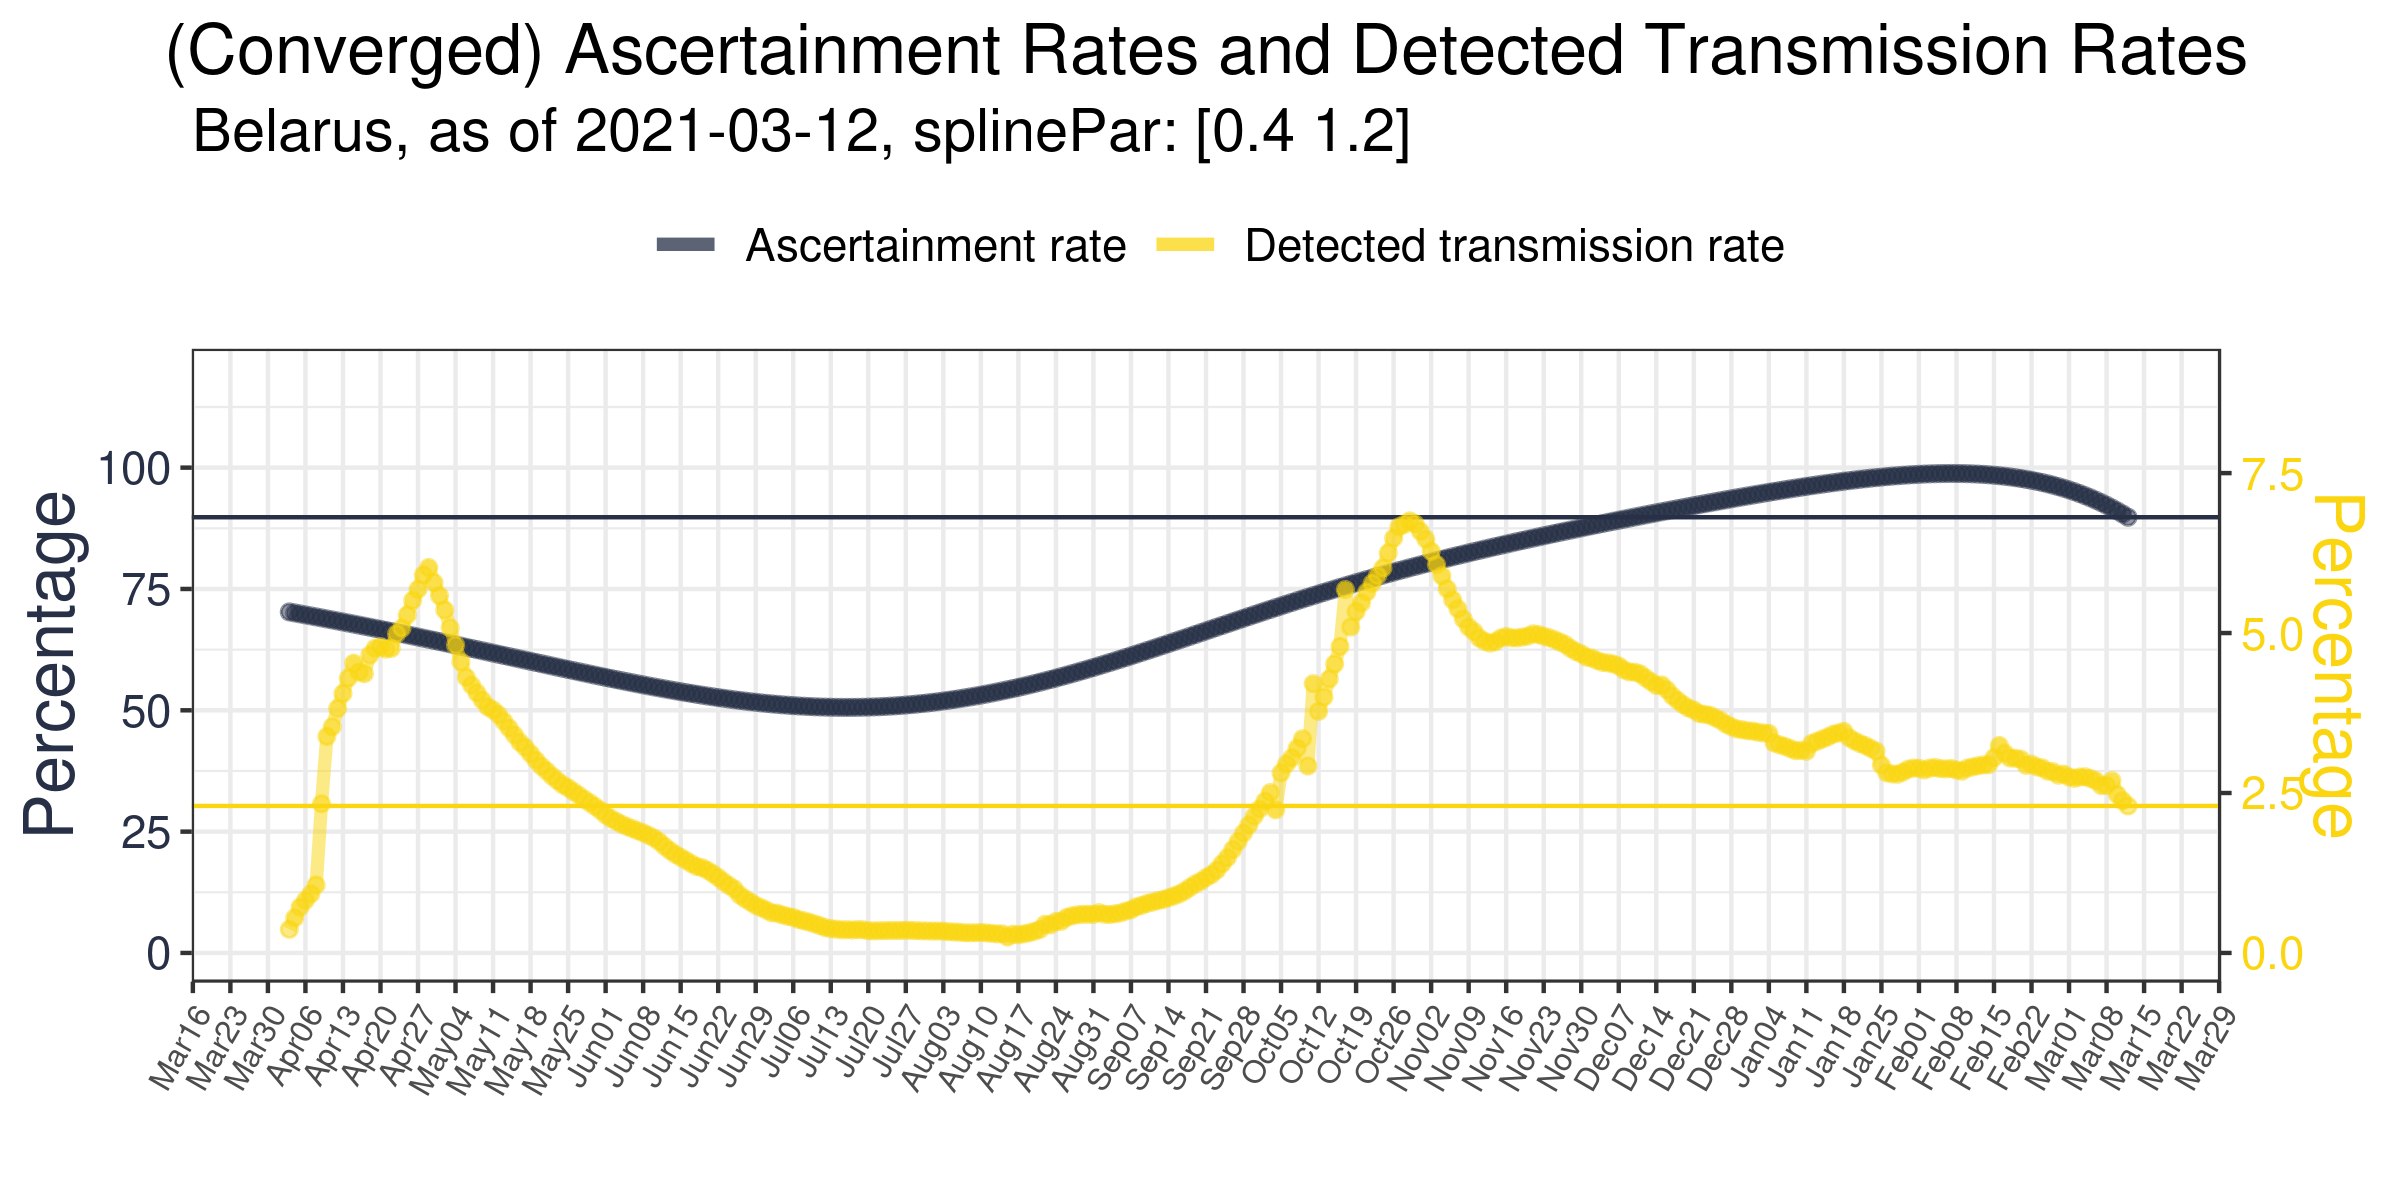 (Converged) Ascertainment Rates and Detected Transmission Rates
Belarus, as of 2021-03-12, splinePar: [0.4 1.2]
Ascertainment rate
Detected transmission rate
Percentage
100
75
50
25
0
7.5
5.0
2.5
0.0
Percentage
Mar16
Mar23
Mar30
Apr06
Apr13
Apr20
Apr27
May04
May11
May18
May25
Jun01
Jun08
Jun15
Jun22
Jun29
Jul06
Jul13
Jul20
Jul27
Aug03
Aug10
Aug17
Aug24
Aug31
Sep07
Sep14
Sep21
Sep28
Oct05
Oct12
Oct19
Oct26
Nov02
Nov09
Nov16
Nov23
Nov30
Dec07
Dec14
Dec21
Dec28
Jan04
Jan11
Jan18
Jan25
Feb01
Feb08
Feb15
Feb22
Mar01
Mar08
Mar15
Mar22
Mar29